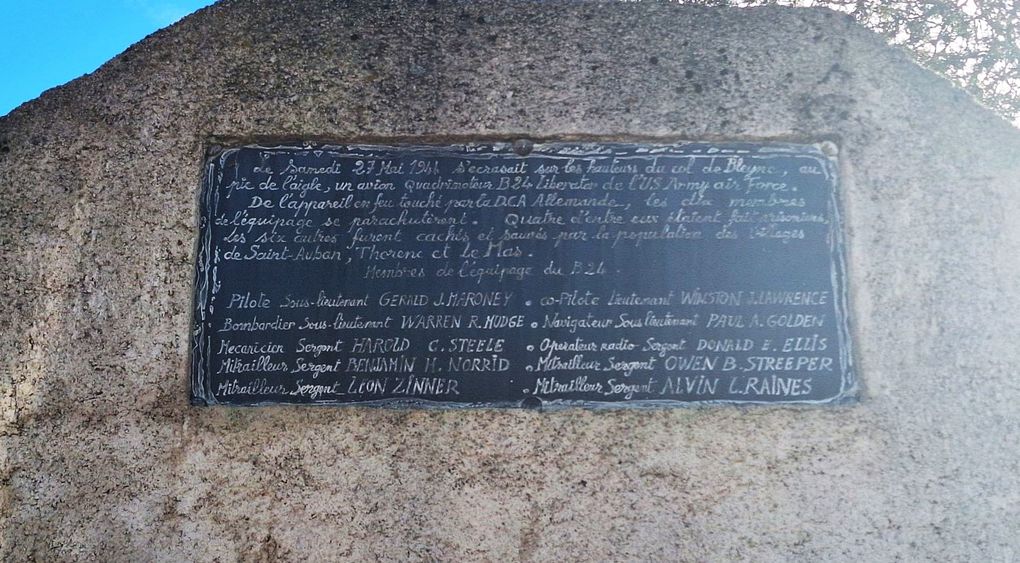 Le Samedi 27 Mai 1944 s'écrasait sur les hauteurs du col de Bleyne, au
pic de l'aigle, un avion Quadrimoteur B24 Liberator de l'US Army air Force.
De l'appareil en feu touché par la D.C.A Allemande, les dix membres
de l'équipage se parachutèrent. Quatre d'entre eux étaient fait prisonniers,
les six autres furent cachés et sauvés par la population des villages
de Saint-Auban, Thorenc et Le Mas.
Membres de l'équipage du B24.
Pilote Sous-lieutenant GERALD J. MARONEY • co-Pilote lieutenant WINSTON J. LAWRENCE
Bombardier Sous-lieutenant WARREN R. HODGE • Navigateur Sous lieutenant PAUL A. GOLDEN
Mecanicien Sergent HAROLD C. STEELE • Operateur radio Sergent DONALD E. ELLIS
Mitrailleur Sergent BENJAMIN H. NORRID • Mitrailleur Sergent OWEN B. STREEPER
Mitrailleur Sergent LEON ZINNER • Mitrailleur Sergent ALVIN L. RAINES